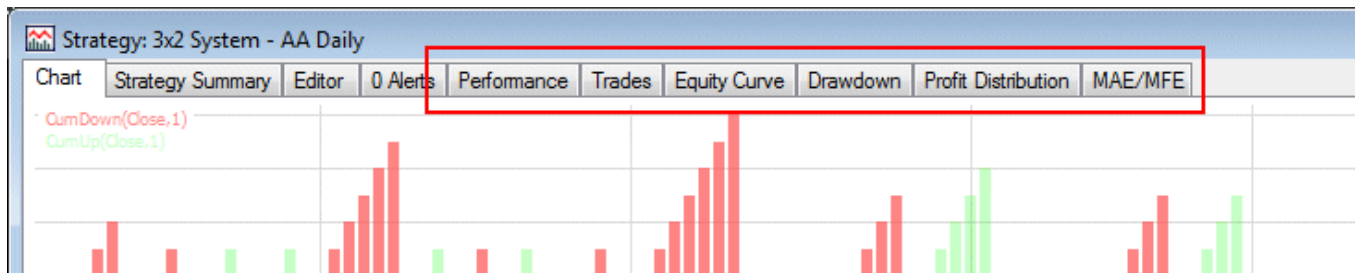 Strategy: 3x2 System - AA Daily
Chart Strategy Summary Editor 0 Alerts Performance Trades Equity Curve Drawdown Profit Distribution MAE/MFE
CumDown(Close,1)
CumUp(Close,1)